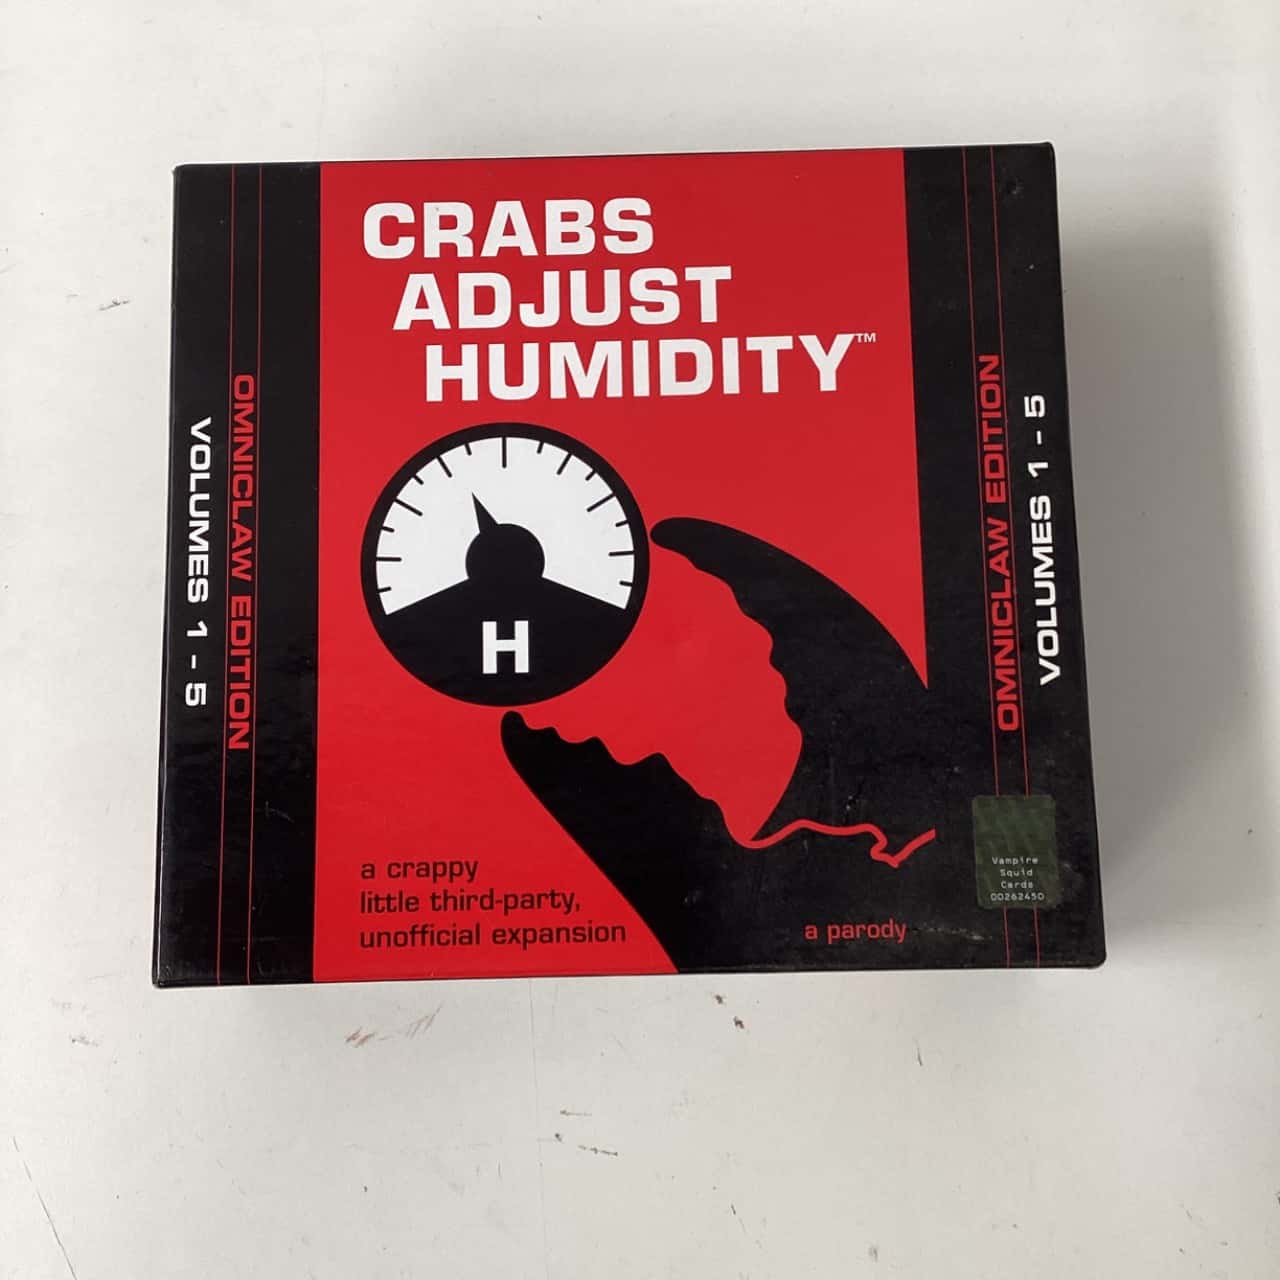 CRABS
ADJUST
HUMIDITY™
H
a crappy
little third-party,
unofficial expansion
a parody
VOLUMES 1 - 5
OMNICLAW EDITION
OMNICLAW EDITION
VOLUMES 1 - 5
Vampire
Squid
Cards
00262450